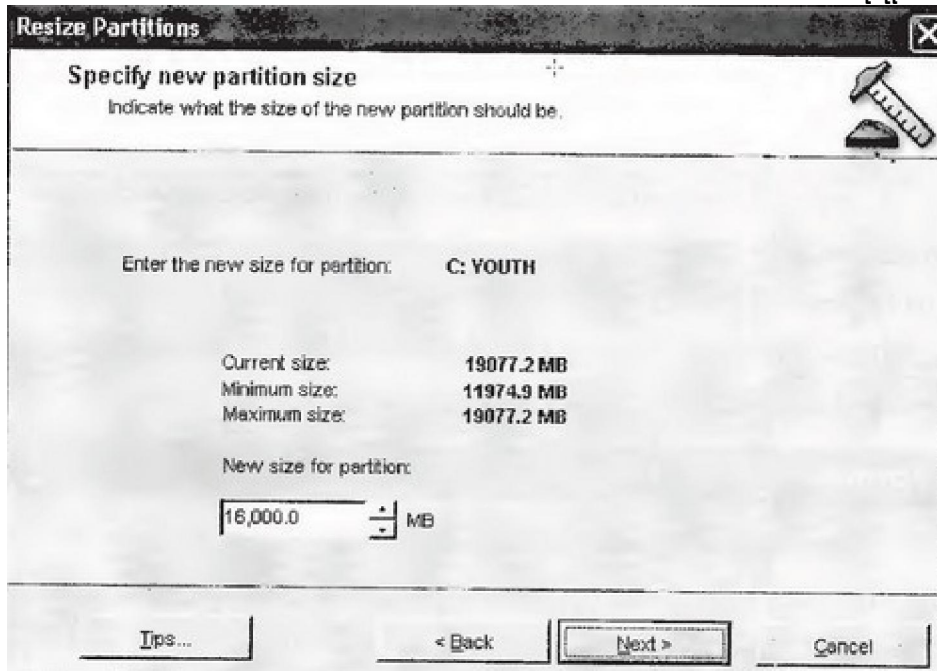 Resize Partitions
Specify new partition size
Indicate what the size of the new partition should be.
Enter the new size for partition: C: YOUTH
Current size: 19077.2 MB
Minimum size: 11974.9 MB
Maximum size: 19077.2 MB
New size for partition:
16,000.0 MB
Tips... < Back Next > Cancel